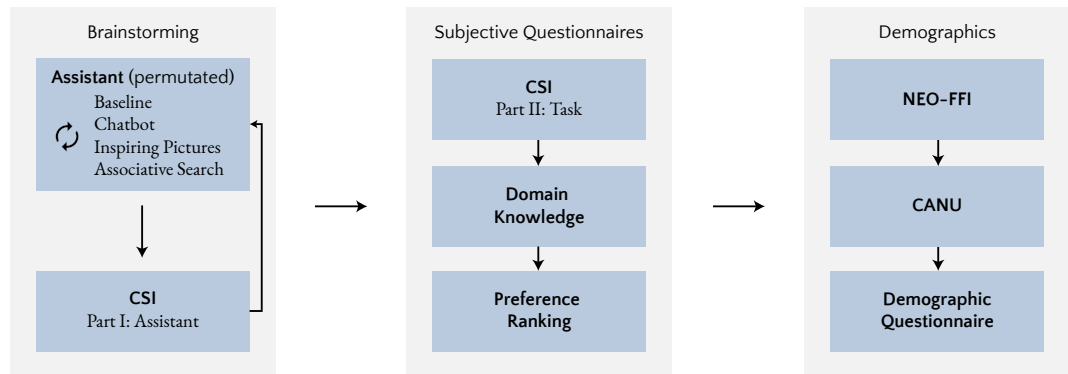 Brainstorming
Assistant (permutated)
Baseline
Chatbot
Inspiring Pictures
Associative Search
CSI
Part I: Assistant
Subjective Questionnaires
CSI
Part II: Task
Domain
Knowledge
Preference
Ranking
Demographics
NEO-FFI
CANU
Demographic
Questionnaire